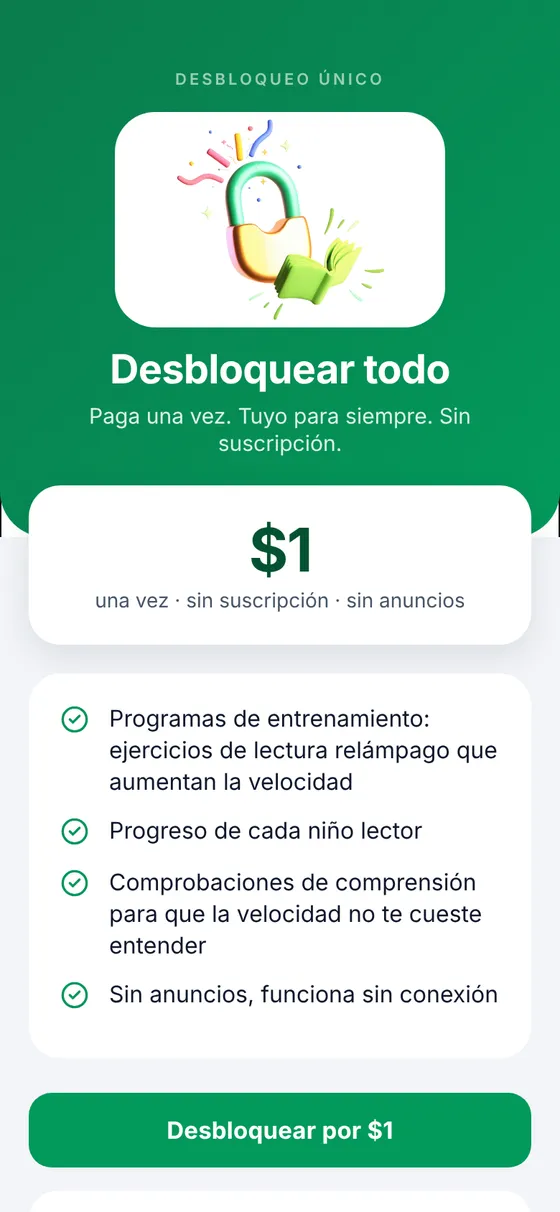 DESBLOQUEO ÚNICO
Desbloquear todo
Paga una vez. Tuyo para siempre. Sin
suscripción.
$1
una vez · sin suscripción · sin anuncios
Programas de entrenamiento:
ejercicios de lectura relámpago que
aumentan la velocidad
Progreso de cada niño lector
Comprobaciones de comprensión
para que la velocidad no te cueste
entender
Sin anuncios, funciona sin conexión
Desbloquear por $1